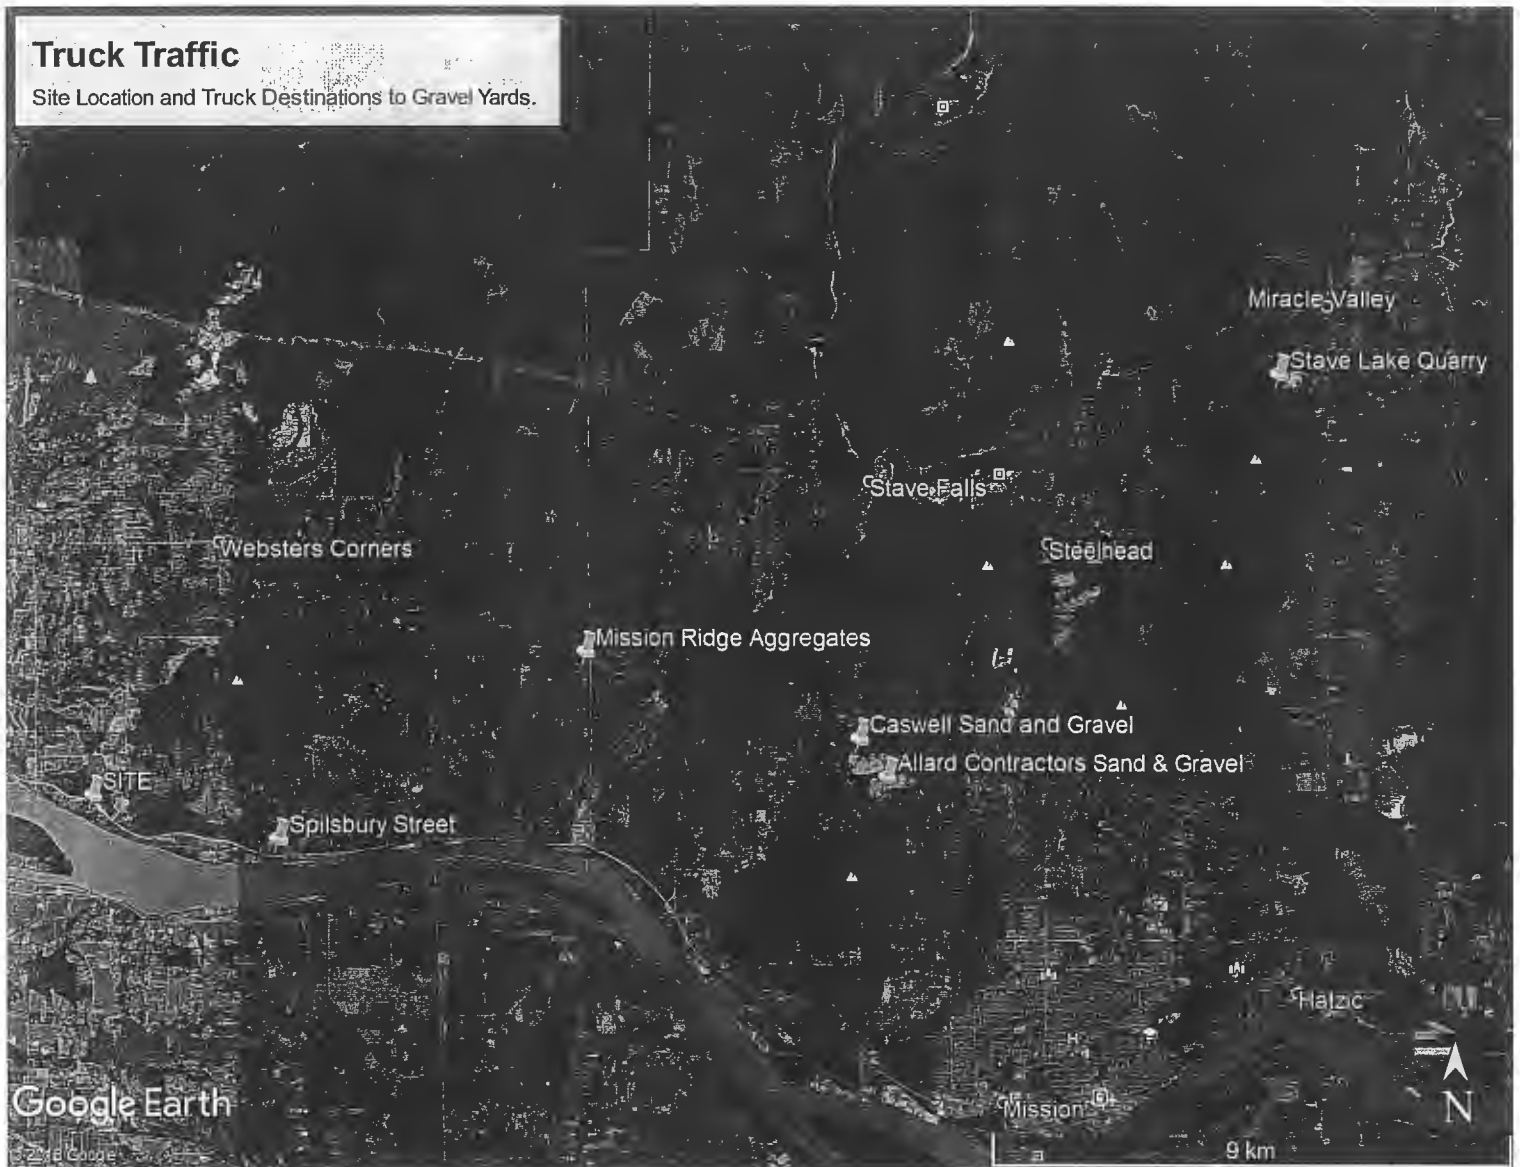 Truck Traffic
Site Location and Truck Destinations to Gravel Yards.
Miracle Valley
Stave Lake Quarry
Stave Falls
Websters Corners
Steelhead
Mission Ridge Aggregates
Caswell Sand and Gravel
Allard Contractors Sand & Gravel
SITE
Spilsbury Street
Hatzic
Google Earth
Mission
N
9 km